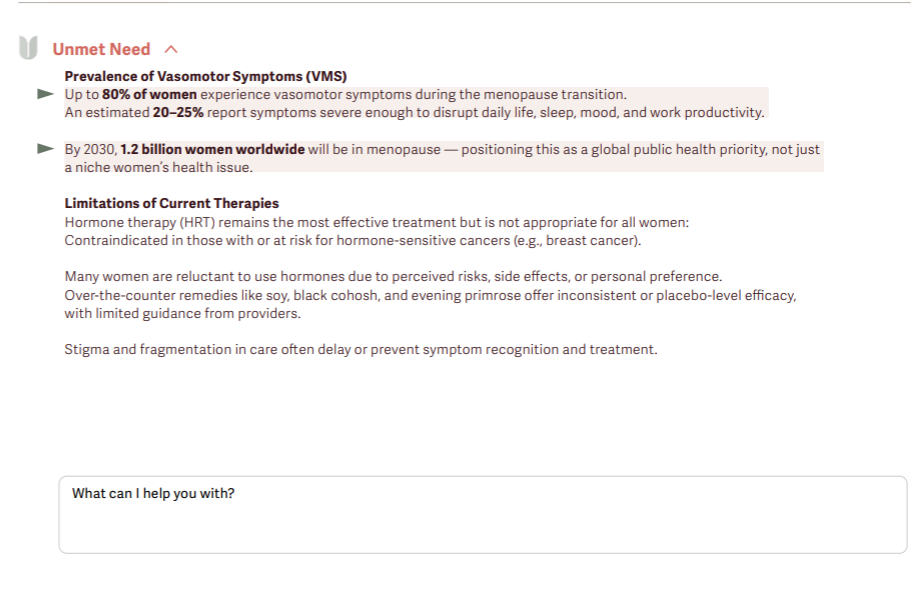 Unmet Need
Prevalence of Vasomotor Symptoms (VMS)
Up to 80% of women experience vasomotor symptoms during the menopause transition.
An estimated 20–25% report symptoms severe enough to disrupt daily life, sleep, mood, and work productivity.
By 2030, 1.2 billion women worldwide will be in menopause — positioning this as a global public health priority, not just
a niche women's health issue.
Limitations of Current Therapies
Hormone therapy (HRT) remains the most effective treatment but is not appropriate for all women:
Contraindicated in those with or at risk for hormone-sensitive cancers (e.g., breast cancer).
Many women are reluctant to use hormones due to perceived risks, side effects, or personal preference.
Over-the-counter remedies like soy, black cohosh, and evening primrose offer inconsistent or placebo-level efficacy,
with limited guidance from providers.
Stigma and fragmentation in care often delay or prevent symptom recognition and treatment.
What can I help you with?